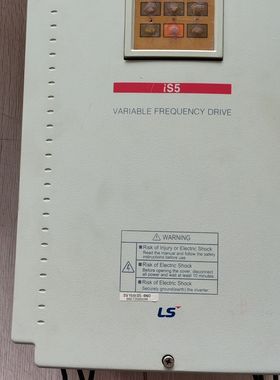 iS5
VARIABLE FREQUENCY DRIVE
WARNING
Risk of Injury or Electric Shock
Read the manual and follow the safety
instructions before use.
Risk of Electric Shock
Before opening the cover, disconnect
all power and wait at least 10 minutes.
Risk of Electric Shock
Securely ground(earth) the inverter.
LS